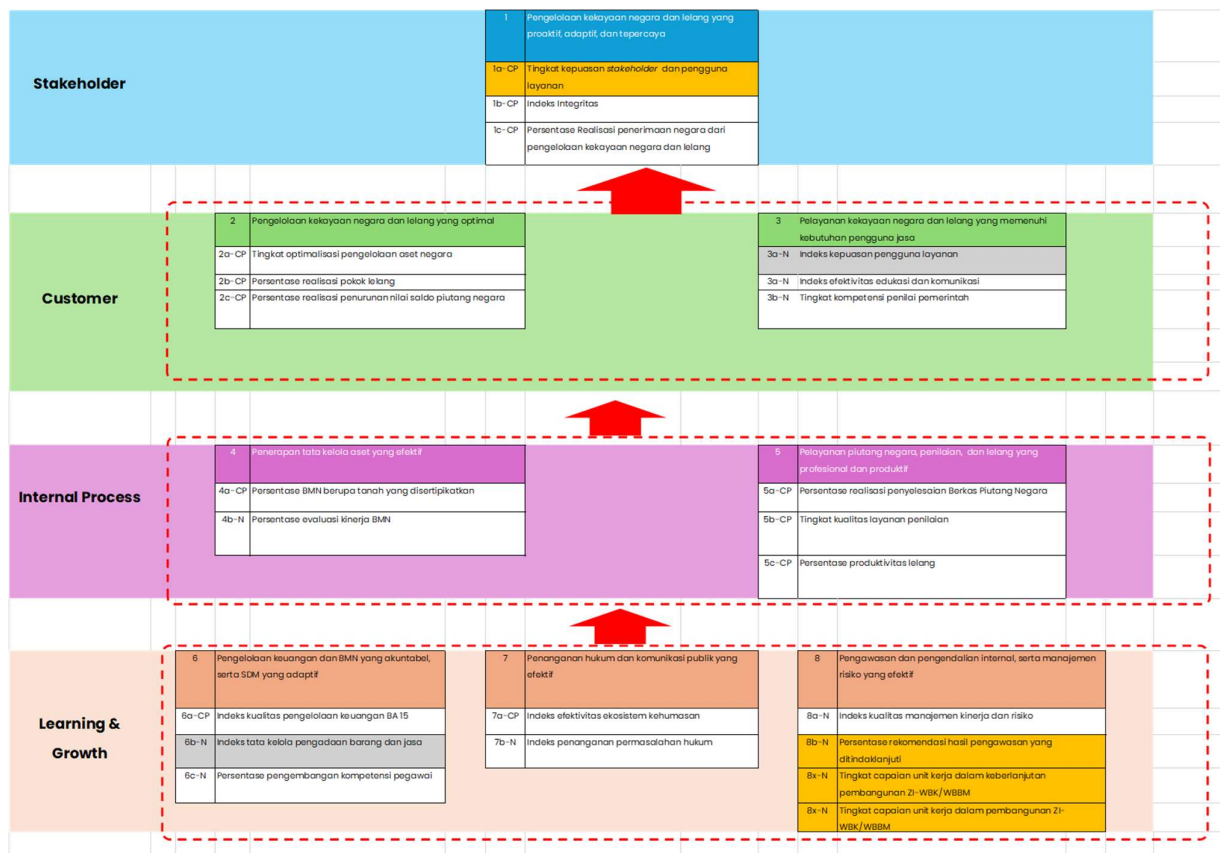 Stakeholder
1 Pengelolaan kekayaan negara dan lelang yang
proaktif, adaptif, dan tepercaya
1a-CP Tingkat kepuasan stakeholder dan pengguna
layanan
1b-CP Indeks Integritas
1c-CP Persentase Realisasi penerimaan negara dari
pengelolaan kekayaan negara dan lelang
Customer
2 Pengelolaan kekayaan negara dan lelang yang optimal
2a-CP Tingkat optimalisasi pengelolaan aset negara
2b-CP Persentase realisasi pokok lelang
2c-CP Persentase realisasi penurunan nilai saldo piutang negara
3 Pelayanan kekayaan negara dan lelang yang memenuhi
kebutuhan pengguna jasa
3a-N Indeks kepuasan pengguna layanan
3a-N Indeks efektivitas edukasi dan komunikasi
3b-N Tingkat kompetensi penilai pemerintah
Internal Process
4 Penerapan tata kelola aset yang efektif
4a-CP Persentase BMN berupa tanah yang disertipikatkan
4b-N Persentase evaluasi kinerja BMN
5 Pelayanan piutang negara, penilaian, dan lelang yang
profesional dan produktif
5a-CP Persentase realisasi penyelesaian Berkas Piutang Negara
5b-CP Tingkat kualitas layanan penilaian
5c-CP Persentase produktivitas lelang
Learning &
Growth
6 Pengelolaan keuangan dan BMN yang akuntabel,
serta SDM yang adaptif
6a-CP Indeks kualitas pengelolaan keuangan BA 15
6b-N Indeks tata kelola pengadaan barang dan jasa
6c-N Persentase pengembangan kompetensi pegawai
7 Penanganan hukum dan komunikasi publik yang
efektif
7a-CP Indeks efektivitas ekosistem kehumasan
7b-N Indeks penanganan permasalahan hukum
8 Pengawasan dan pengendalian internal, serta manajemen
risiko yang efektif
8a-N Indeks kualitas manajemen kinerja dan risiko
8b-N Persentase rekomendasi hasil pengawasan yang
ditindaklanjuti
8x-N Tingkat capaian unit kerja dalam keberlanjutan
pembangunan ZI-WBK/WBBM
8x-N Tingkat capaian unit kerja dalam pembangunan ZI-
WBK/WBBM